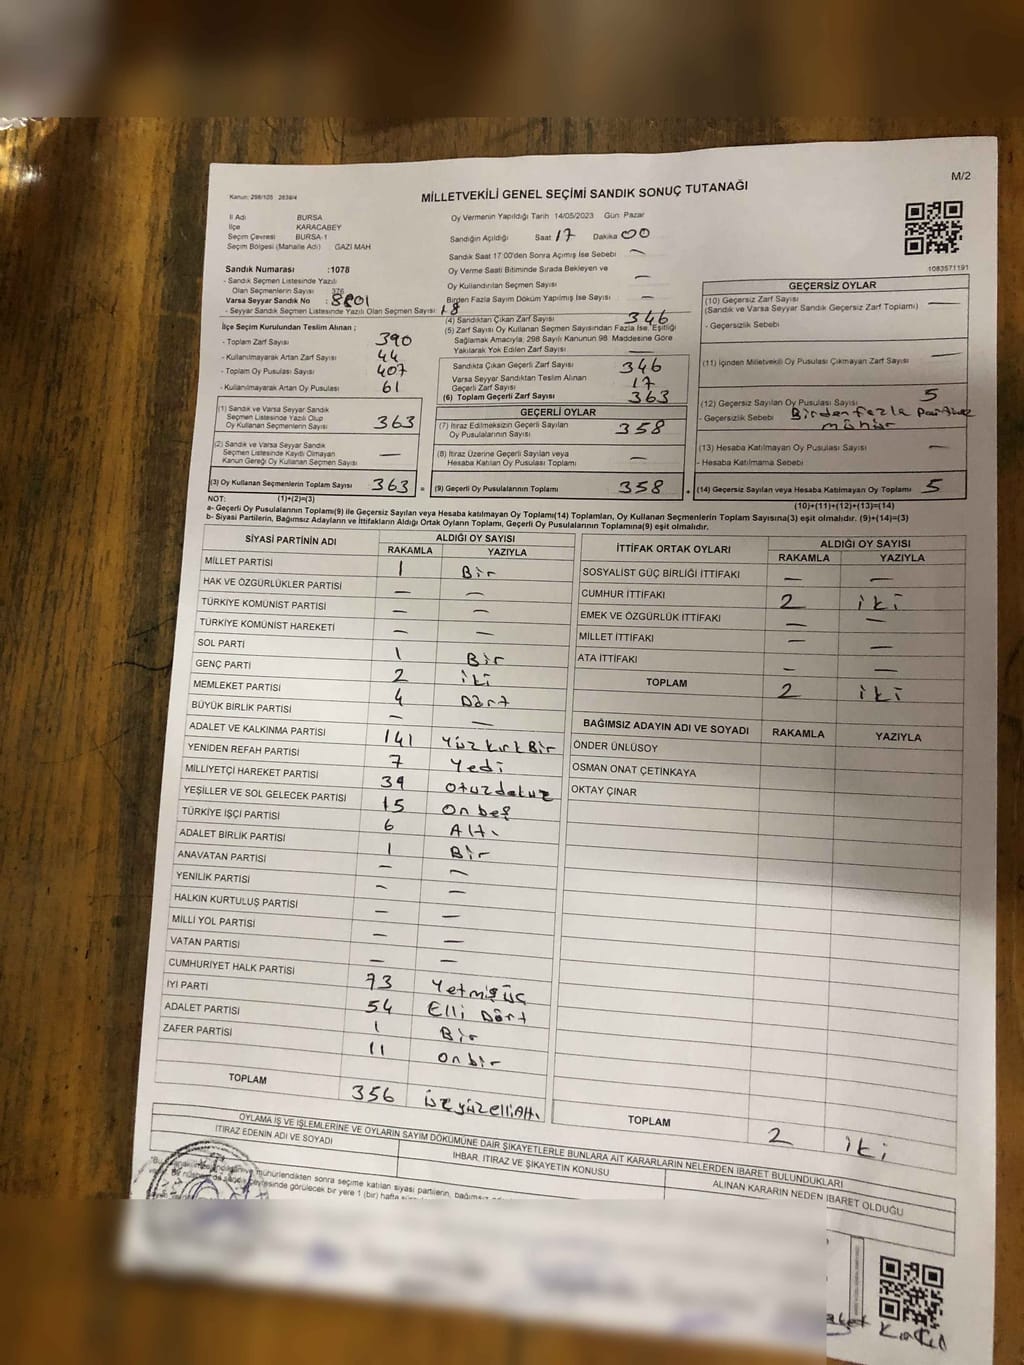 M/2
Kanun: 298/105 2839/4
MİLLETVEKİLİ GENEL SEÇİMİ SANDIK SONUÇ TUTANAĞI
İl Adı BURSA
İlçe KARACABEY
Seçim Çevresi BURSA-1
Seçim Bölgesi (Mahalle Adı) : GAZİ MAH
Sandık Numarası :1078
- Sandık Seçmen Listesinde Yazılı
Olan Seçmenlerin Sayısı : 376
Varsa Seyyar Sandık No :
- Seyyar Sandık Seçmen Listesinde Yazılı Olan Seçmen Sayısı : 18
Oy Vermenin Yapıldığı Tarih 14/05/2023 Gün Pazar
Sandığın Açıldığı Saat 17 Dakika 00
Sandık Saat 17:00'den Sonra Açımış İse Sebebi —
Oy Verme Saati Bitiminde Sırada Bekleyen ve
Oy Kullandırılan Seçmen Sayısı —
Birden Fazla Sayım Döküm Yapılmış İse Sayısı —
1083571191
İlçe Seçim Kurulundan Teslim Alınan ;
- Toplam Zarf Sayısı 390
- Kullanılmayarak Artan Zarf Sayısı 44
- Toplam Oy Pusulası Sayısı 407
- Kullanılmayarak Artan Oy Pusulası 61
(4) Sandıktan Çıkan Zarf Sayısı 346
(5) Zarf Sayısı Oy Kullanan Seçmen Sayısından Fazla İse, Eşitliği
Sağlamak Amacıyla, 298 Sayılı Kanunun 98. Maddesine Göre
Yakılarak Yok Edilen Zarf Sayısı —
Sandıkta Çıkan Geçerli Zarf Sayısı 346
Varsa Seyyar Sandıktan Teslim Alınan
Geçerli Zarf Sayısı 17
(6) Toplam Geçerli Zarf Sayısı 363
(1) Sandık ve Varsa Seyyar Sandık
Seçmen Listesinde Yazılı Olup
Oy Kullanan Seçmenlerin Sayısı 363
(2) Sandık ve Varsa Seyyar Sandık
Seçmen Listesinde Kayıtlı Olmayan
Kanun Gereği Oy Kullanan Seçmen Sayısı —
(3) Oy Kullanan Seçmenlerin Toplam Sayısı 363 =
GEÇERLİ OYLAR
(7) İtiraz Edilmeksizin Geçerli Sayılan
Oy Pusulalarının Sayısı 358
(8) İtiraz Üzerine Geçerli Sayılan veya
Hesaba Katılan Oy Pusulası Toplamı —
(9) Geçerli Oy Pusulalarının Toplamı 358 +
GEÇERSİZ OYLAR
(10) Geçersiz Zarf Sayısı —
(Sandık ve Varsa Seyyar Sandık Geçersiz Zarf Toplamı)
- Geçersizlik Sebebi
(11) İçinden Milletvekili Oy Pusulası Çıkmayan Zarf Sayısı —
(12) Geçersiz Sayılan Oy Pusulası Sayısı 5
- Geçersizlik Sebebi Birden fazla partiye
mühür
(13) Hesaba Katılmayan Oy Pusulası Sayısı —
- Hesaba Katılmama Sebebi
(14) Geçersiz Sayılan veya Hesaba Katılmayan Oy Toplamı 5
NOT: (1)+(2)=(3)
(10)+(11)+(12)+(13)=(14)
a- Geçerli Oy Pusulaları Toplamı(9) ile Geçersiz Sayılan veya Hesaba Katılmayan Oy Toplamı(14) Toplamları, Oy Kullanan Seçmenlerin Toplam Sayısına(3) eşit olmalıdır. (9)+(14)=(3)
b- Siyasi Partilerin, Bağımsız Adayların ve İttifakların Aldığı Ortak Oyların Toplamı, Geçerli Oy Pusulalarının Toplamına(9) eşit olmalıdır.
SİYASİ PARTİNİN ADI ALDIĞI OY SAYISI
RAKAMLA YAZIYLA
MİLLET PARTİSİ 1 Bir
HAK VE ÖZGÜRLÜKLER PARTİSİ — —
TÜRKİYE KOMÜNİST PARTİSİ — —
TÜRKİYE KOMÜNİST HAREKETİ — —
SOL PARTİ 1 Bir
GENÇ PARTİ 2 iki
MEMLEKET PARTİSİ 4 Dört
BÜYÜK BİRLİK PARTİSİ — —
ADALET VE KALKINMA PARTİSİ 141 Yüz kırk Bir
YENİDEN REFAH PARTİSİ 7 Yedi
MİLLİYETÇİ HAREKET PARTİSİ 39 otuzdokuz
YEŞİLLER VE SOL GELECEK PARTİSİ 15 On beş
TÜRKİYE İŞÇİ PARTİSİ 6 Altı
ADALET BİRLİK PARTİSİ 1 Bir
ANAVATAN PARTİSİ — —
YENİLİK PARTİSİ — —
HALKIN KURTULUŞ PARTİSİ — —
MİLLİ YOL PARTİSİ — —
VATAN PARTİSİ — —
CUMHURİYET HALK PARTİSİ 73 Yetmiş üç
İYİ PARTİ 54 Elli Dört
ADALET PARTİSİ 1 Bir
ZAFER PARTİSİ 11 on bir
TOPLAM 356 üçyüzelliAltı
İTTİFAK ORTAK OYLARI ALDIĞI OY SAYISI
RAKAMLA YAZIYLA
SOSYALİST GÜÇ BİRLİĞİ İTTİFAKI — —
CUMHUR İTTİFAKI 2 iki
EMEK VE ÖZGÜRLÜK İTTİFAKI — —
MİLLET İTTİFAKI — —
ATA İTTİFAKI — —
TOPLAM 2 iki
BAĞIMSIZ ADAYIN ADI VE SOYADI RAKAMLA YAZIYLA
ÖNDER ÜNLÜSOY
OSMAN ONAT ÇETİNKAYA
OKTAY ÇINAR
TOPLAM 2 iki
OYLAMA İŞ VE İŞLEMLERİNE VE OYLARIN SAYIM DÖKÜMÜNE DAİR ŞİKAYETLERLE BUNLARA AİT KARARLARIN NELERDEN İBARET BULUNDUKLARI
İTİRAZ EDENİN ADI VE SOYADI
İHBAR, İTİRAZ VE ŞİKAYETİN KONUSU
ALINAN KARARIN NEDEN İBARET OLDUĞU
mühürlendikten sonra seçime katılan siyasi partilerin, bağımsız
görülecek bir yere 1 (bir) hafta